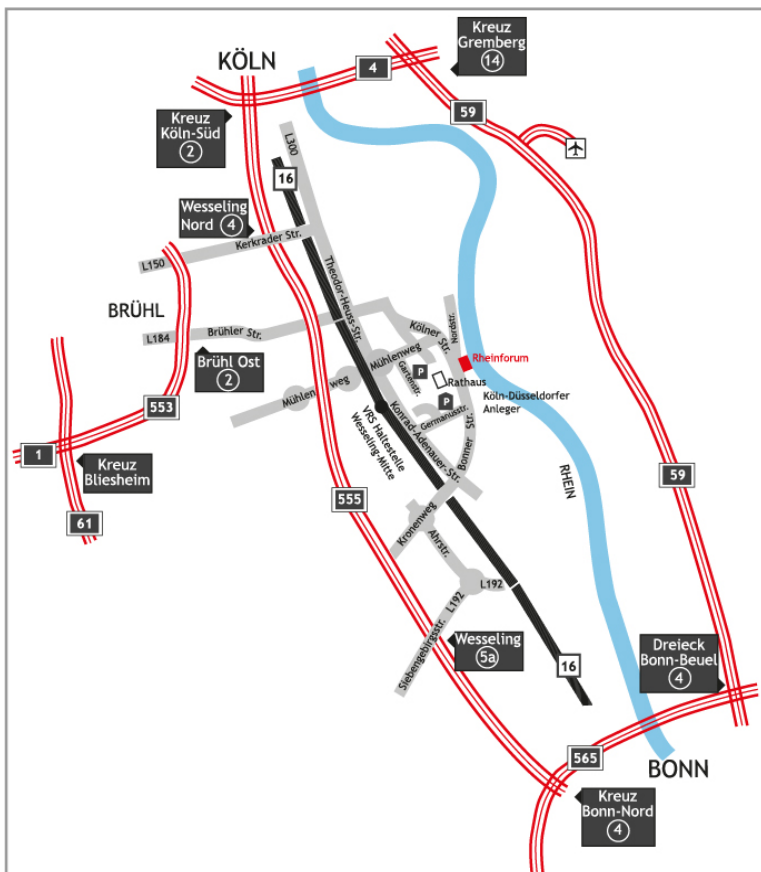 KÖLN
Kreuz
Gremberg
14
4
59
Kreuz
Köln-Süd
2
L300
16
Wesseling
Nord 4
Kerkrader Str.
L150
Theodor-Heuss-Str.
BRÜHL
L184
Brühler Str.
Kölner Str.
Nordstr.
Rheinforum
Brühl Ost
2
Mühlenweg
Mühlenweg
Gartenstr.
P
Rathaus
P
Köln-Düsseldorfer
Anleger
Germanusstr.
Konrad-Adenauer-Str.
Bonner Str.
VRS Haltestelle
Wesseling-Mitte
553
1
Kreuz
Bliesheim
61
555
59
RHEIN
Kronenweg
Ahrstr.
L192
L192
Siebengebirgsstr.
Wesseling
5a
16
Dreieck
Bonn-Beuel
4
565
BONN
Kreuz
Bonn-Nord
4